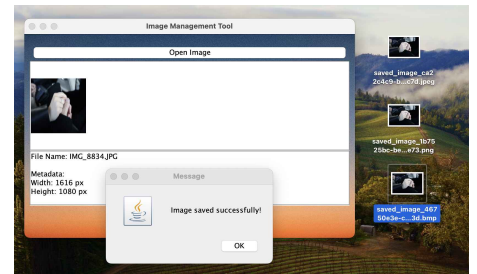 Image Management Tool
Open Image
File Name: IMG_8834.JPG
Metadata:
Width: 1616 px
Height: 1080 px
Message
Image saved successfully!
OK
saved_image_ca2
2c4c9-b...c7d.jpeg
saved_image_1b75
25bc-be...e73.png
saved_image_467
50e3e-c...3d.bmp